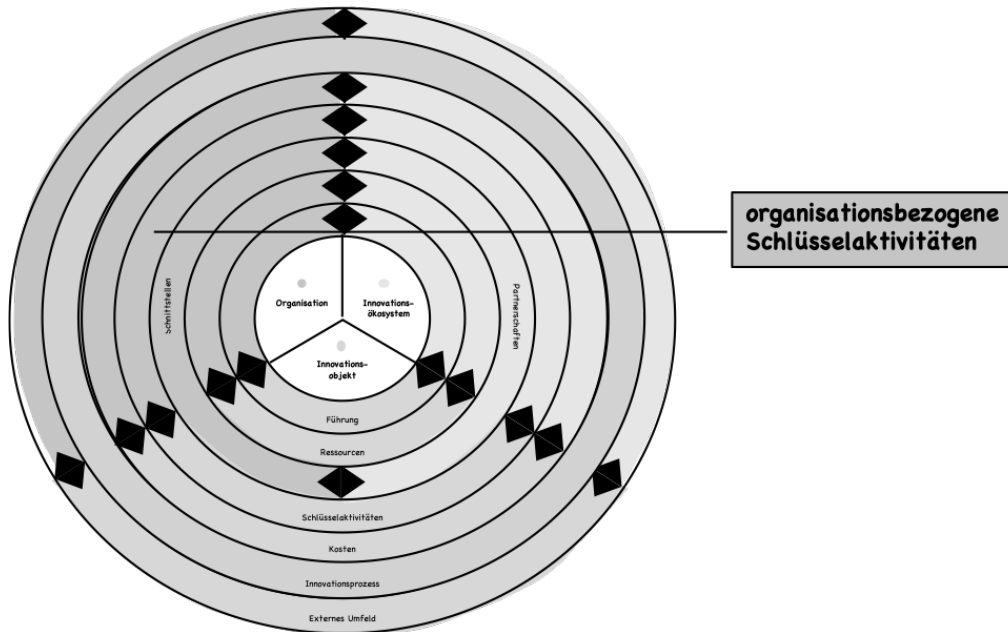 organisationsbezogene
Schlüsselaktivitäten
Schnittstellen
Partnerschaften
Organisation
Innovations-
ökosystem
Innovations-
objekt
Führung
Ressourcen
Schlüsselaktivitäten
Kosten
Innovationsprozess
Externes Umfeld